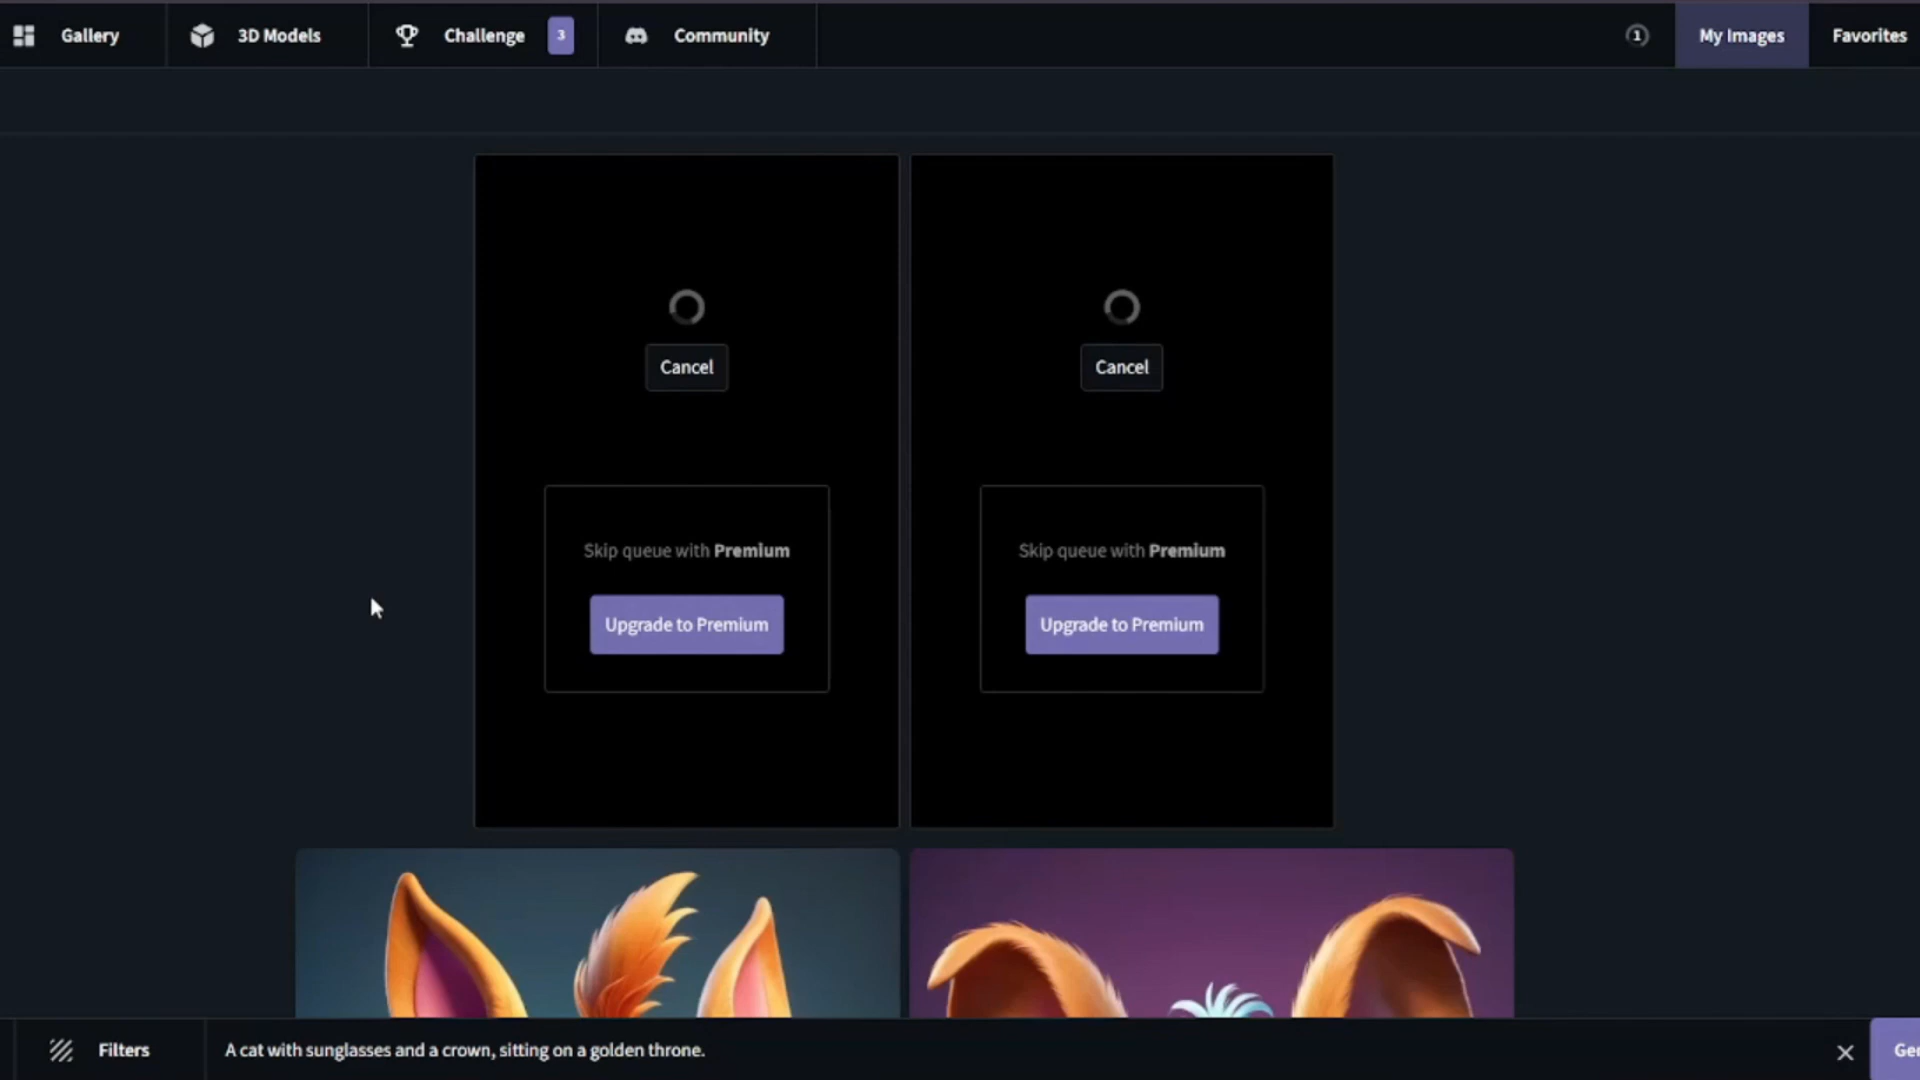 Gallery
3D Models
Challenge
3
Community
1
My Images
Favorites
Cancel
Cancel
Skip queue with Premium
Skip queue with Premium
Upgrade to Premium
Upgrade to Premium
Filters
A cat with sunglasses and a crown, sitting on a golden throne.